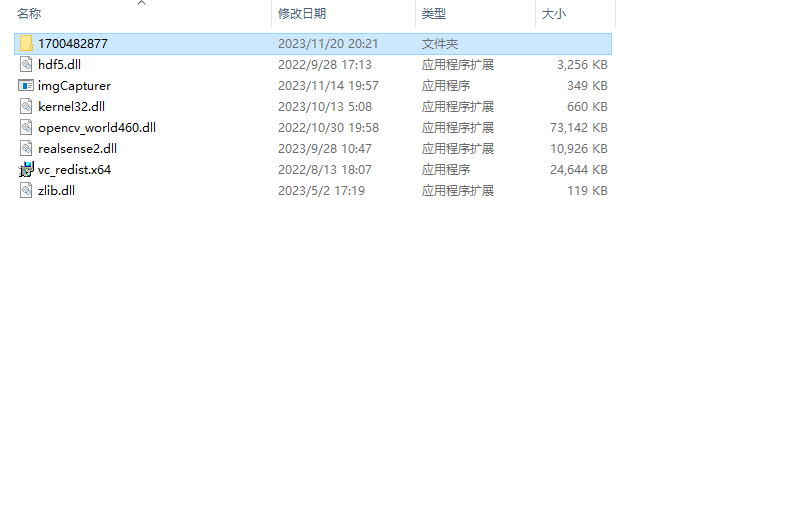 名称 修改日期 类型 大小
1700482877 2023/11/20 20:21 文件夹
hdf5.dll 2022/9/28 17:13 应用程序扩展 3,256 KB
imgCapturer 2023/11/14 19:57 应用程序 349 KB
kernel32.dll 2023/10/13 5:08 应用程序扩展 660 KB
opencv_world460.dll 2022/10/30 19:58 应用程序扩展 73,142 KB
realsense2.dll 2023/9/28 10:47 应用程序扩展 10,926 KB
vc_redist.x64 2022/8/13 18:07 应用程序 24,644 KB
zlib.dll 2023/5/2 17:19 应用程序扩展 119 KB